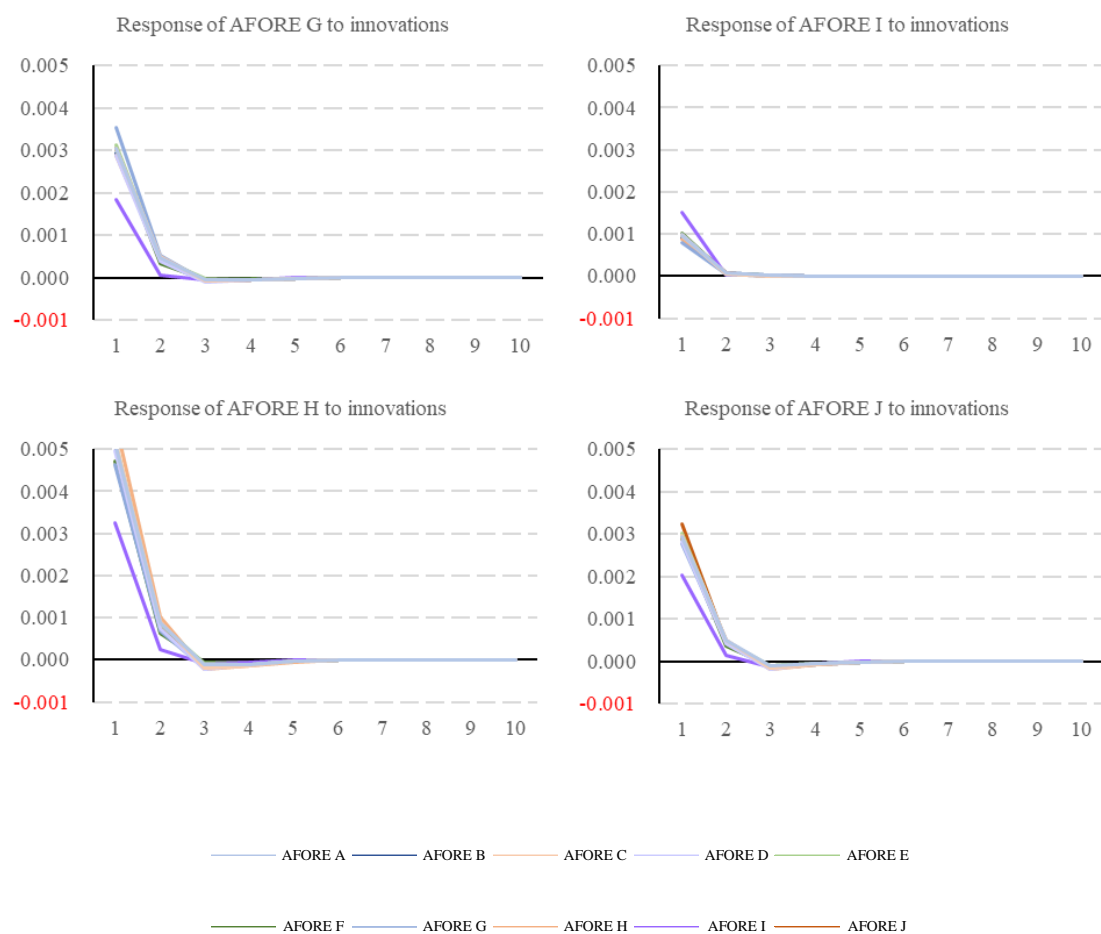 Response of AFORE G to innovations
0.005
0.004
0.003
0.002
0.001
0.000
-0.001
1 2 3 4 5 6 7 8 9 10
Response of AFORE I to innovations
0.005
0.004
0.003
0.002
0.001
0.000
-0.001
1 2 3 4 5 6 7 8 9 10
Response of AFORE H to innovations
0.005
0.004
0.003
0.002
0.001
0.000
-0.001
1 2 3 4 5 6 7 8 9 10
Response of AFORE J to innovations
0.005
0.004
0.003
0.002
0.001
0.000
-0.001
1 2 3 4 5 6 7 8 9 10
AFORE A AFORE B AFORE C AFORE D AFORE E
AFORE F AFORE G AFORE H AFORE I AFORE J